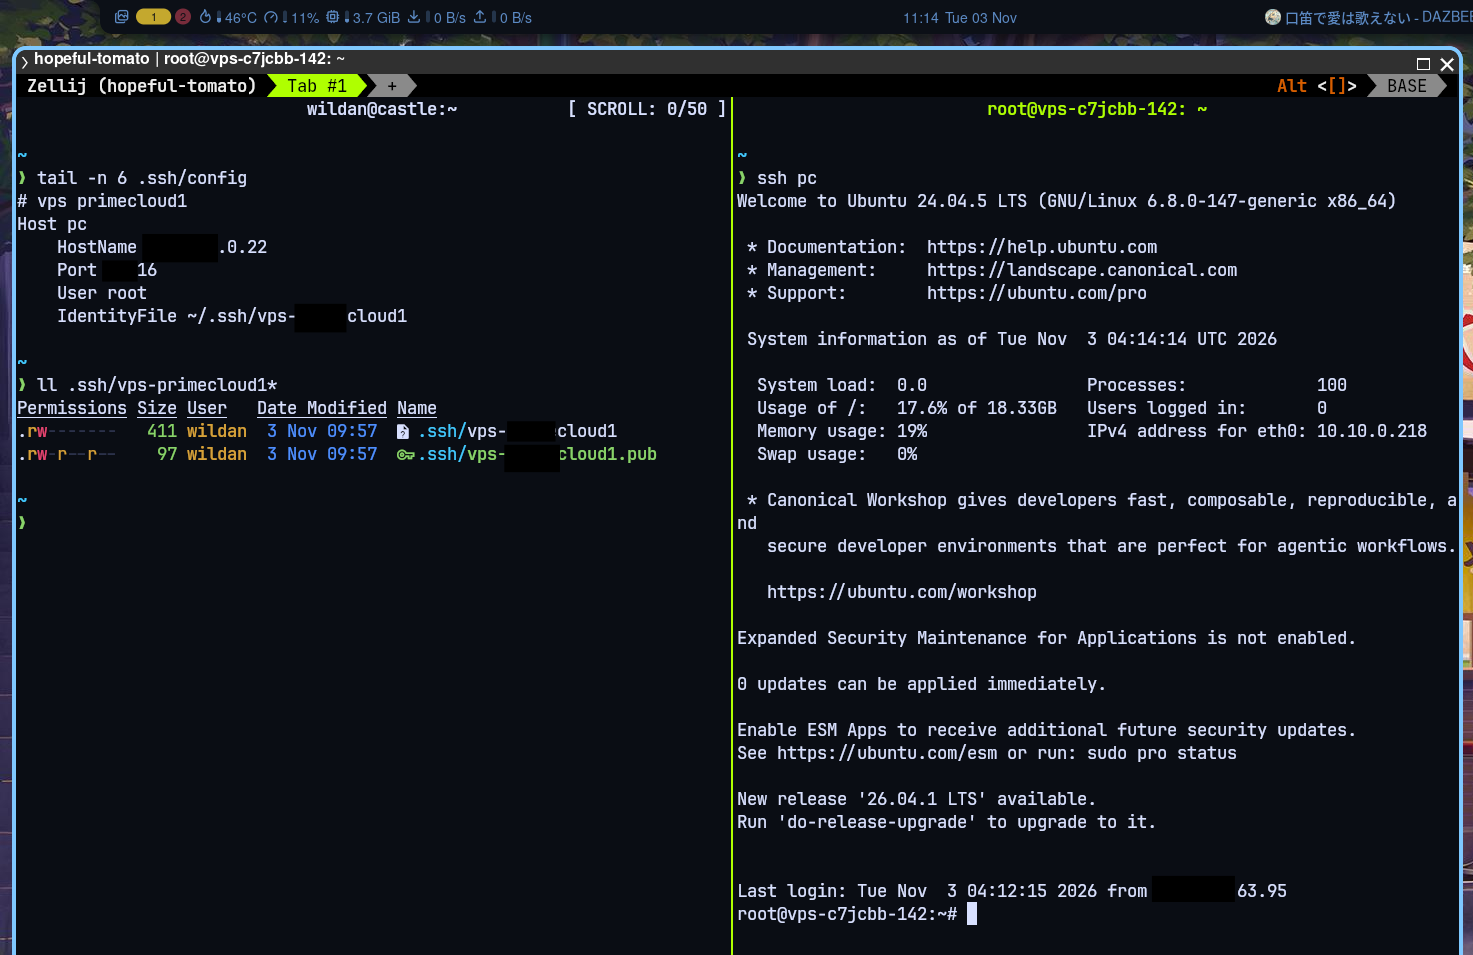 1 2 46°C 11% 3.7 GiB 0 B/s 0 B/s 11:14 Tue 03 Nov 口笛で愛は歌えない - DAZBEE
hopeful-tomato | root@vps-c7jcbb-142: ~
Zellij (hopeful-tomato) Tab #1 + Alt <[]> BASE
wildan@castle:~ [ SCROLL: 0/50 ]
~
❯ tail -n 6 .ssh/config
# vps primecloud1
Host pc
HostName .0.22
Port 16
User root
IdentityFile ~/.ssh/vps- cloud1
~
❯ ll .ssh/vps-primecloud1*
Permissions Size User Date Modified Name
.rw------- 411 wildan 3 Nov 09:57 .ssh/vps- cloud1
.rw-r--r-- 97 wildan 3 Nov 09:57 .ssh/vps- cloud1.pub
~
❯
root@vps-c7jcbb-142: ~
~
❯ ssh pc
Welcome to Ubuntu 24.04.5 LTS (GNU/Linux 6.8.0-147-generic x86_64)
* Documentation: https://help.ubuntu.com
* Management: https://landscape.canonical.com
* Support: https://ubuntu.com/pro
System information as of Tue Nov 3 04:14:14 UTC 2026
System load: 0.0 Processes: 100
Usage of /: 17.6% of 18.33GB Users logged in: 0
Memory usage: 19% IPv4 address for eth0: 10.10.0.218
Swap usage: 0%
* Canonical Workshop gives developers fast, composable, reproducible, a
nd
secure developer environments that are perfect for agentic workflows.
https://ubuntu.com/workshop
Expanded Security Maintenance for Applications is not enabled.
0 updates can be applied immediately.
Enable ESM Apps to receive additional future security updates.
See https://ubuntu.com/esm or run: sudo pro status
New release '26.04.1 LTS' available.
Run 'do-release-upgrade' to upgrade to it.
Last login: Tue Nov 3 04:12:15 2026 from 63.95
root@vps-c7jcbb-142:~#